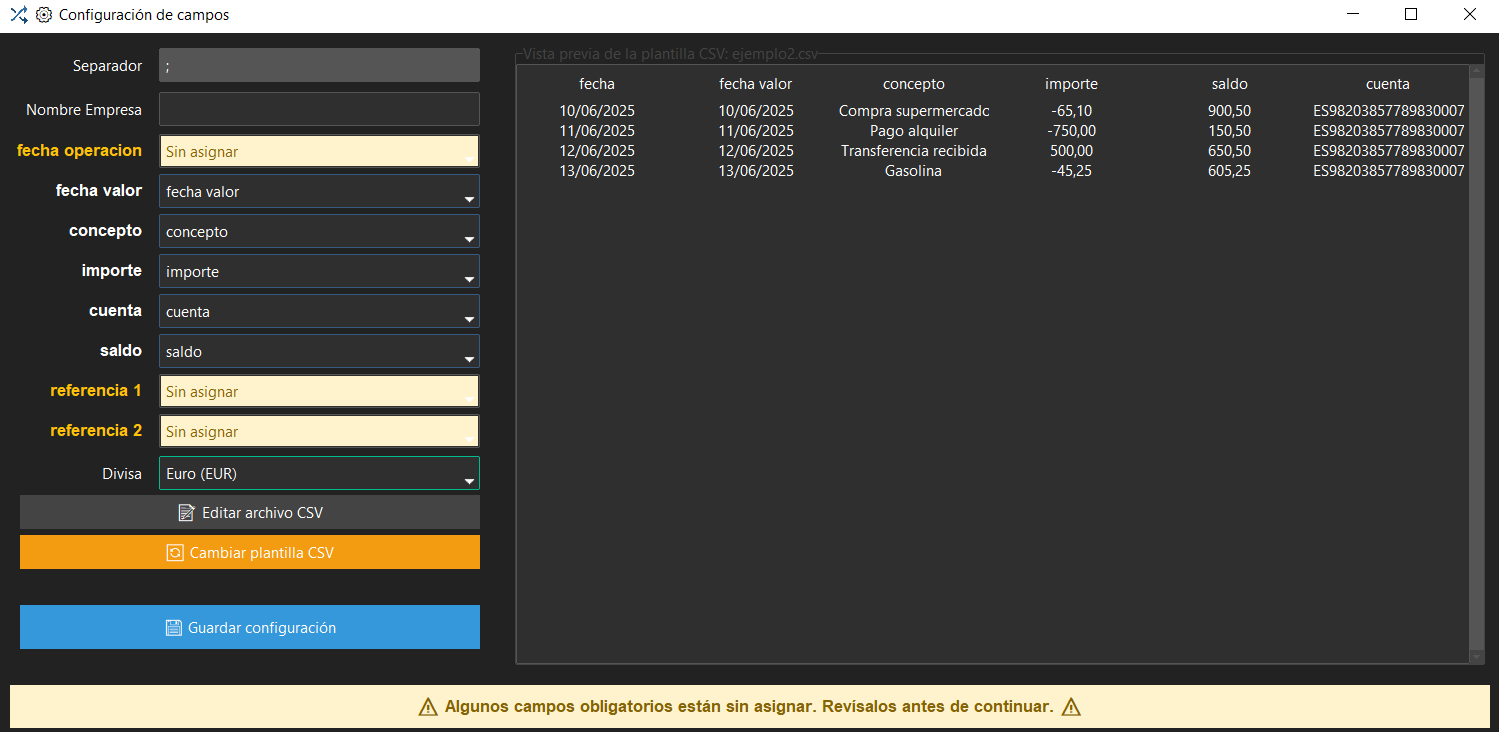 Configuración de campos
Separador ;
Nombre Empresa
fecha operacion Sin asignar
fecha valor fecha valor
concepto concepto
importe importe
cuenta cuenta
saldo saldo
referencia 1 Sin asignar
referencia 2 Sin asignar
Divisa Euro (EUR)
Editar archivo CSV
Cambiar plantilla CSV
Guardar configuración
Vista previa de la plantilla CSV: ejemplo2.csv
fecha fecha valor concepto importe saldo cuenta
10/06/2025 10/06/2025 Compra supermercado -65,10 900,50 ES98203857789830007
11/06/2025 11/06/2025 Pago alquiler -750,00 150,50 ES98203857789830007
12/06/2025 12/06/2025 Transferencia recibida 500,00 650,50 ES98203857789830007
13/06/2025 13/06/2025 Gasolina -45,25 605,25 ES98203857789830007
⚠ Algunos campos obligatorios están sin asignar. Revísalos antes de continuar. ⚠